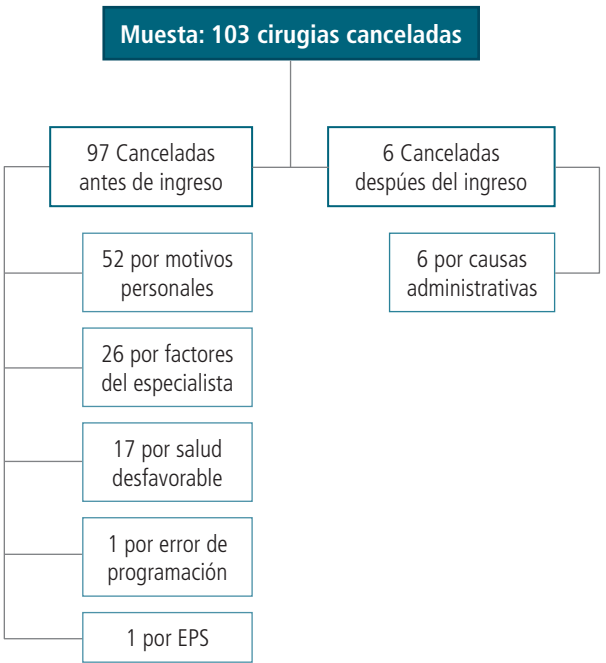 Muesta: 103 cirugias canceladas
97 Canceladas
antes de ingreso
6 Canceladas
despúes del ingreso
52 por motivos
personales
6 por causas
administrativas
26 por factores
del especialista
17 por salud
desfavorable
1 por error de
programación
1 por EPS